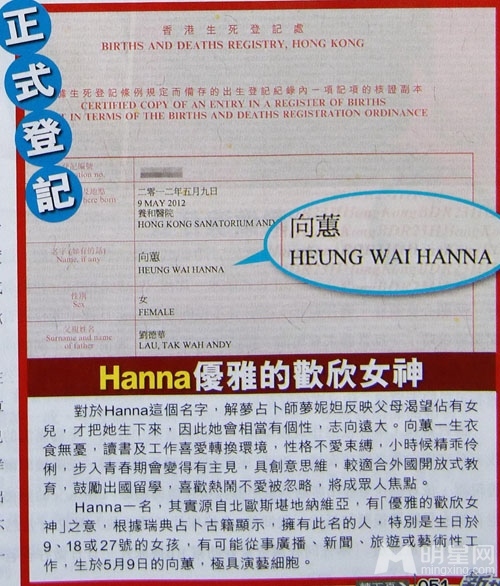 正式登記
香港生死登記處
BIRTHS AND DEATHS REGISTRY, HONG KONG
據生死登記條例規定而備存的出生登記紀錄內一項記項的核證副本
CERTIFIED COPY OF AN ENTRY IN A REGISTER OF BIRTHS
IN TERMS OF THE BIRTHS AND DEATHS REGISTRATION ORDINANCE
登記編號
二零一二年五月九日
9 MAY 2012
養和醫院
HONG KONG SANATORIUM AND
名字(如有的話)
Name, if any
向蕙
HEUNG WAI HANNA
向蕙
HEUNG WAI HANNA
性別
Sex
女
FEMALE
父親姓名
Surname and name
of father
劉德華
LAU, TAK WAH ANDY
Hanna優雅的歡欣女神
對於Hanna這個名字,解夢占卜師夢妮妲反映父母渴望佔有女
兒,才把她生下來,因此她會相當有個性,志向遠大。向蕙一生衣
食無憂,讀書及工作喜愛轉換環境,性格不愛束縛,小時候精乖伶
俐,步入青春期會變得有主見,具創意思維,較適合外國開放式教
育,鼓勵出國留學,喜歡熱鬧不愛被忽略,將成眾人焦點。
Hanna一名,其實源自北歐斯堪地納維亞,有「優雅的歡欣女
神」之意,根據瑞典占卜古籍顯示,擁有此名的人,特別是生日於
9、18或27號的女孩,有可能從事廣播、新聞、旅遊或藝術性工
作,生於5月9日的向蕙,極具演藝細胞。
明星网
mingxing.com
051